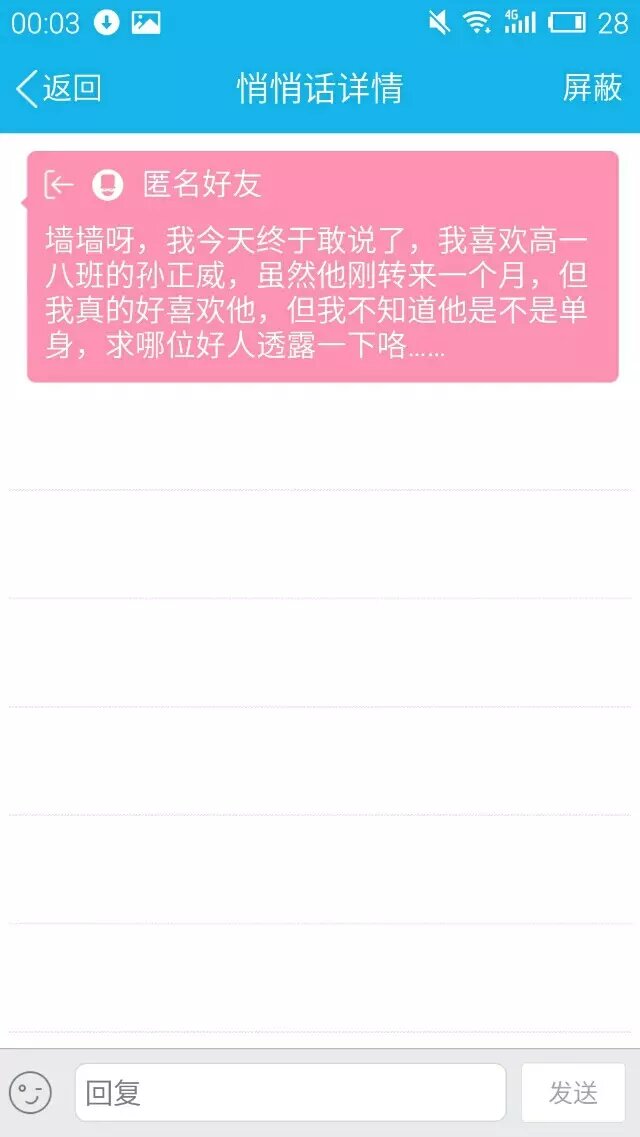 00:03 4G 28
返回 悄悄话详情 屏蔽
匿名好友
墙墙呀，我今天终于敢说了，我喜欢高一
八班的孙正威，虽然他刚转来一个月，但
我真的好喜欢他，但我不知道他是不是单
身，求哪位好人透露一下咯……
回复 发送